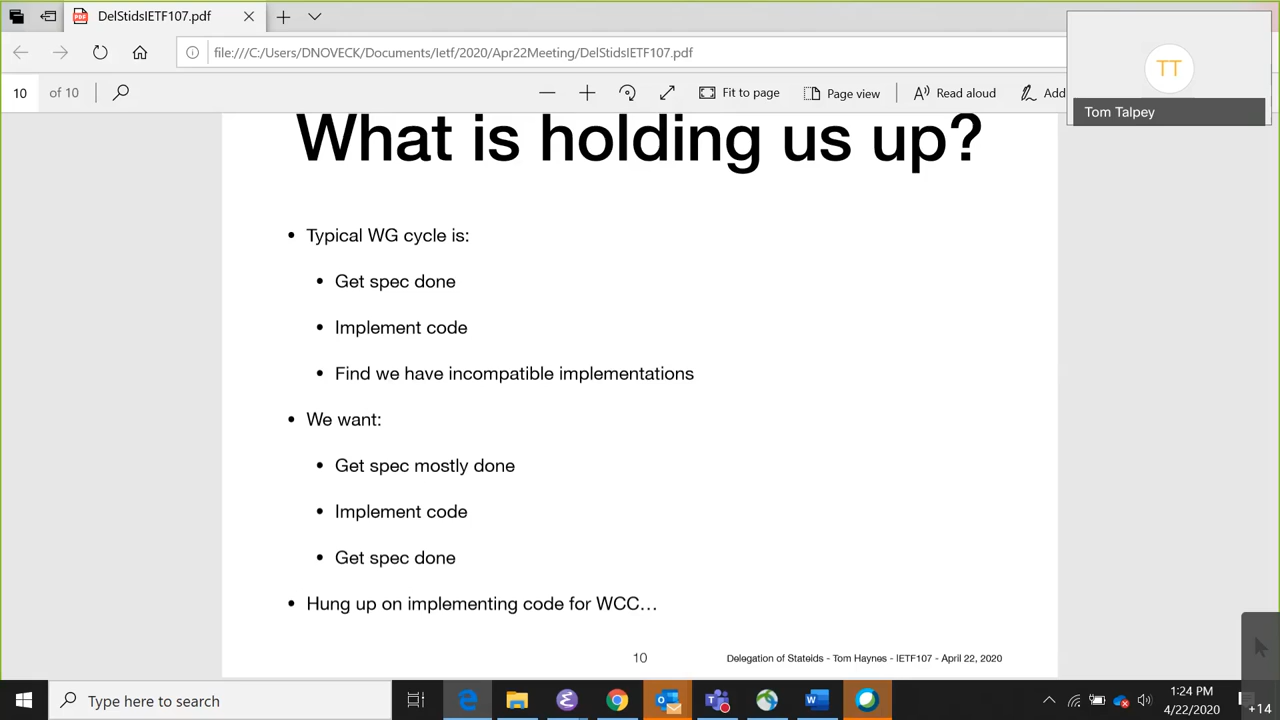 DelStidsIETF107.pdf
file:///C:/Users/DNOVECK/Documents/Ietf/2020/Apr22Meeting/DelStidsIETF107.pdf
10 of 10
Fit to page
Page view
Read aloud
Add
TT
Tom Talpey
What is holding us up?
• Typical WG cycle is:
• Get spec done
• Implement code
• Find we have incompatible implementations
• We want:
• Get spec mostly done
• Implement code
• Get spec done
• Hung up on implementing code for WCC…
10
Delegation of StateIds - Tom Haynes - IETF107 - April 22, 2020
Type here to search
1:24 PM
4/22/2020
+14